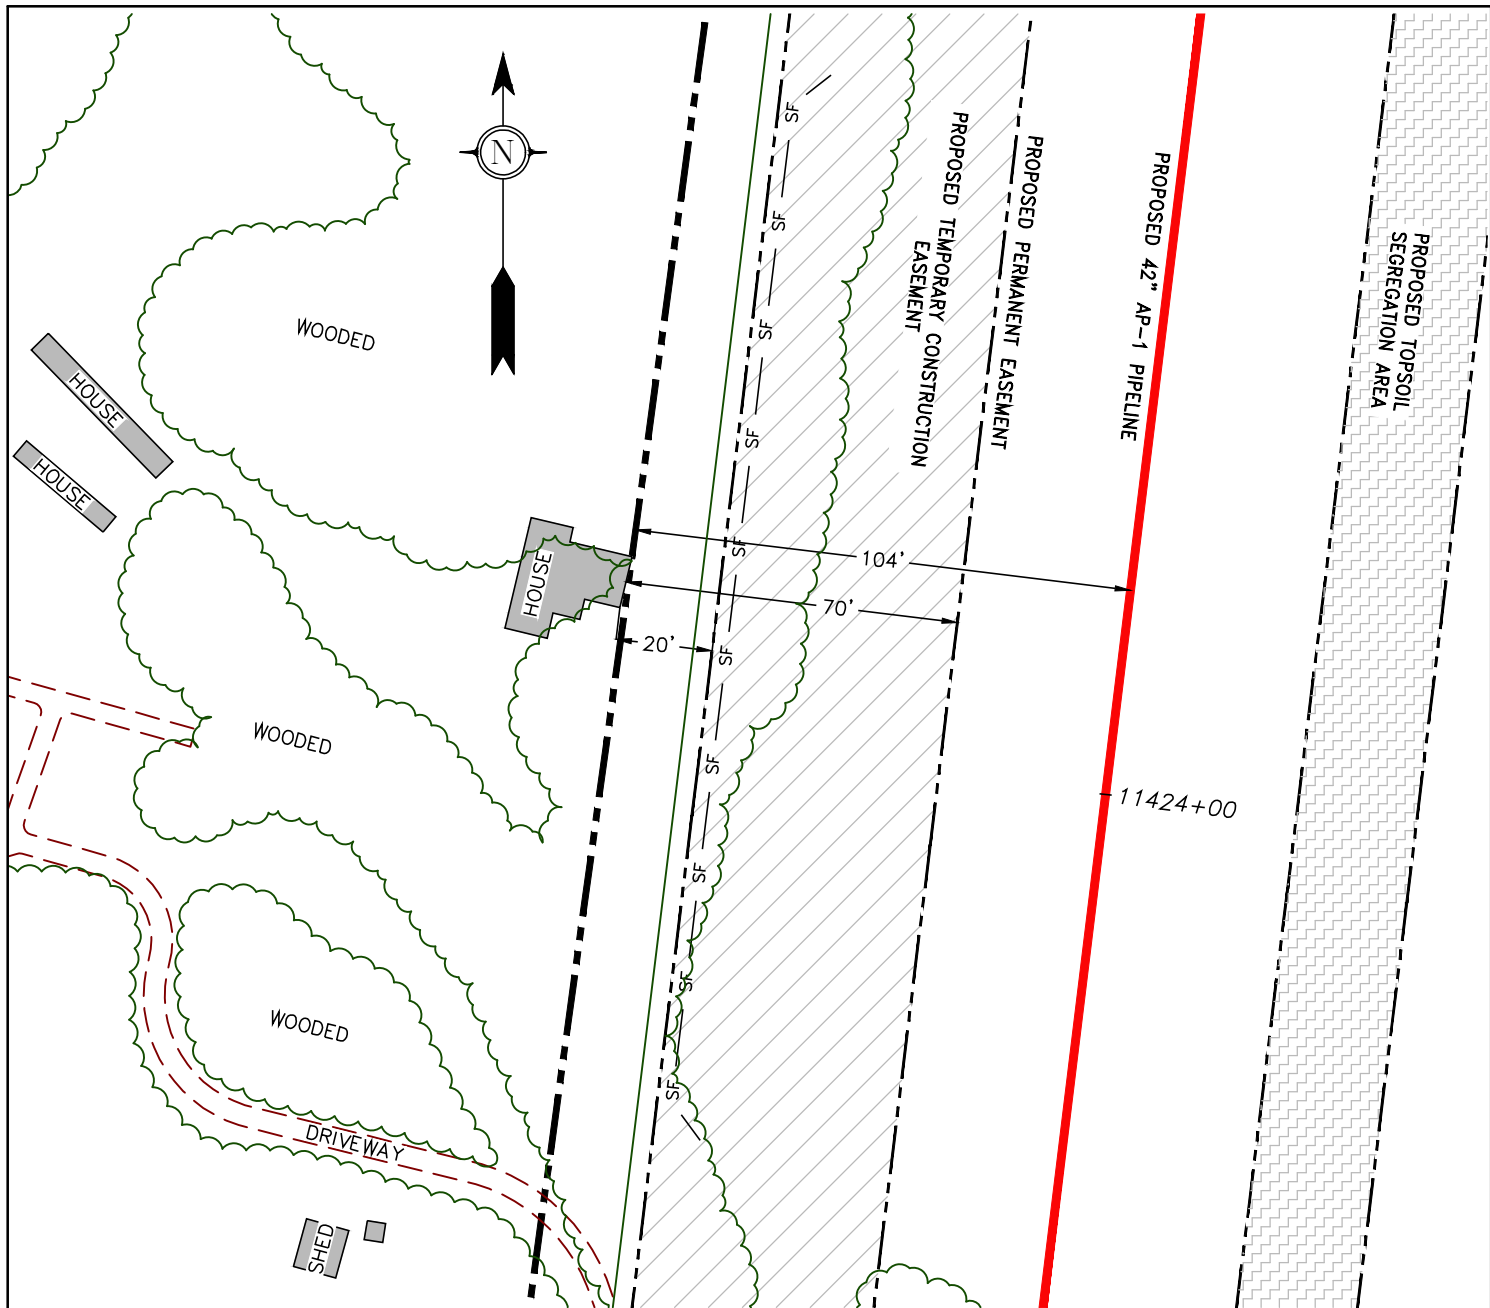 N
SF
SF
SF
SF
SF
SF
SF
SF
SF
SF
PROPOSED TEMPORARY CONSTRUCTION
EASEMENT
PROPOSED PERMANENT EASEMENT
PROPOSED 42" AP-1 PIPELINE
PROPOSED TOPSOIL
SEGREGATION AREA
WOODED
HOUSE
HOUSE
HOUSE
104'
70'
20'
WOODED
11424+00
WOODED
DRIVEWAY
SHED